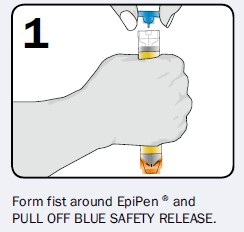 1
Form fist around EpiPen ® and
PULL OFF BLUE SAFETY RELEASE.